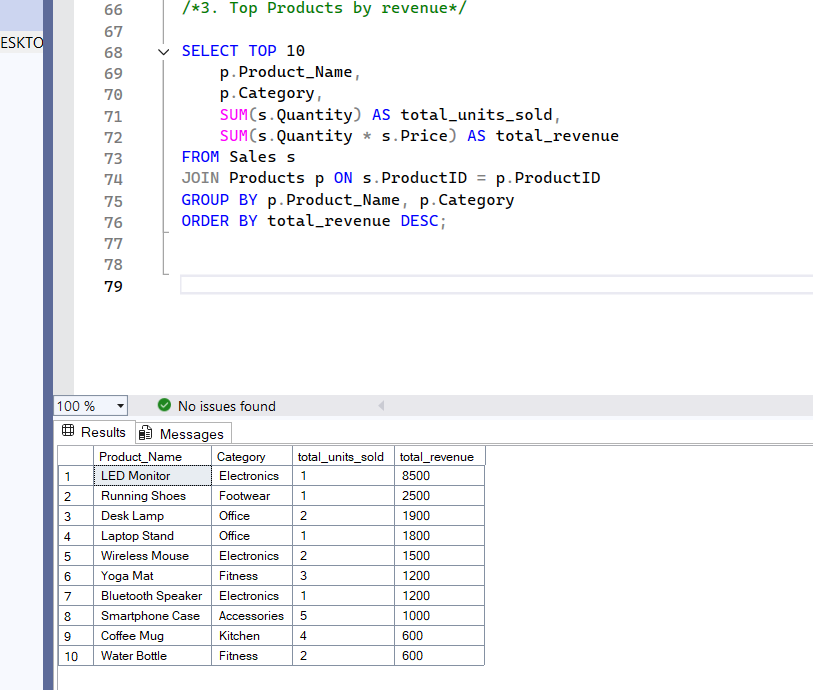 ESKTO
66 /*3. Top Products by revenue*/
67
68 SELECT TOP 10
69 p.Product_Name,
70 p.Category,
71 SUM(s.Quantity) AS total_units_sold,
72 SUM(s.Quantity * s.Price) AS total_revenue
73 FROM Sales s
74 JOIN Products p ON s.ProductID = p.ProductID
75 GROUP BY p.Product_Name, p.Category
76 ORDER BY total_revenue DESC;
77
78
79
100 % No issues found
Results Messages
Product_Name Category total_units_sold total_revenue
1 LED Monitor Electronics 1 8500
2 Running Shoes Footwear 1 2500
3 Desk Lamp Office 2 1900
4 Laptop Stand Office 1 1800
5 Wireless Mouse Electronics 2 1500
6 Yoga Mat Fitness 3 1200
7 Bluetooth Speaker Electronics 1 1200
8 Smartphone Case Accessories 5 1000
9 Coffee Mug Kitchen 4 600
10 Water Bottle Fitness 2 600